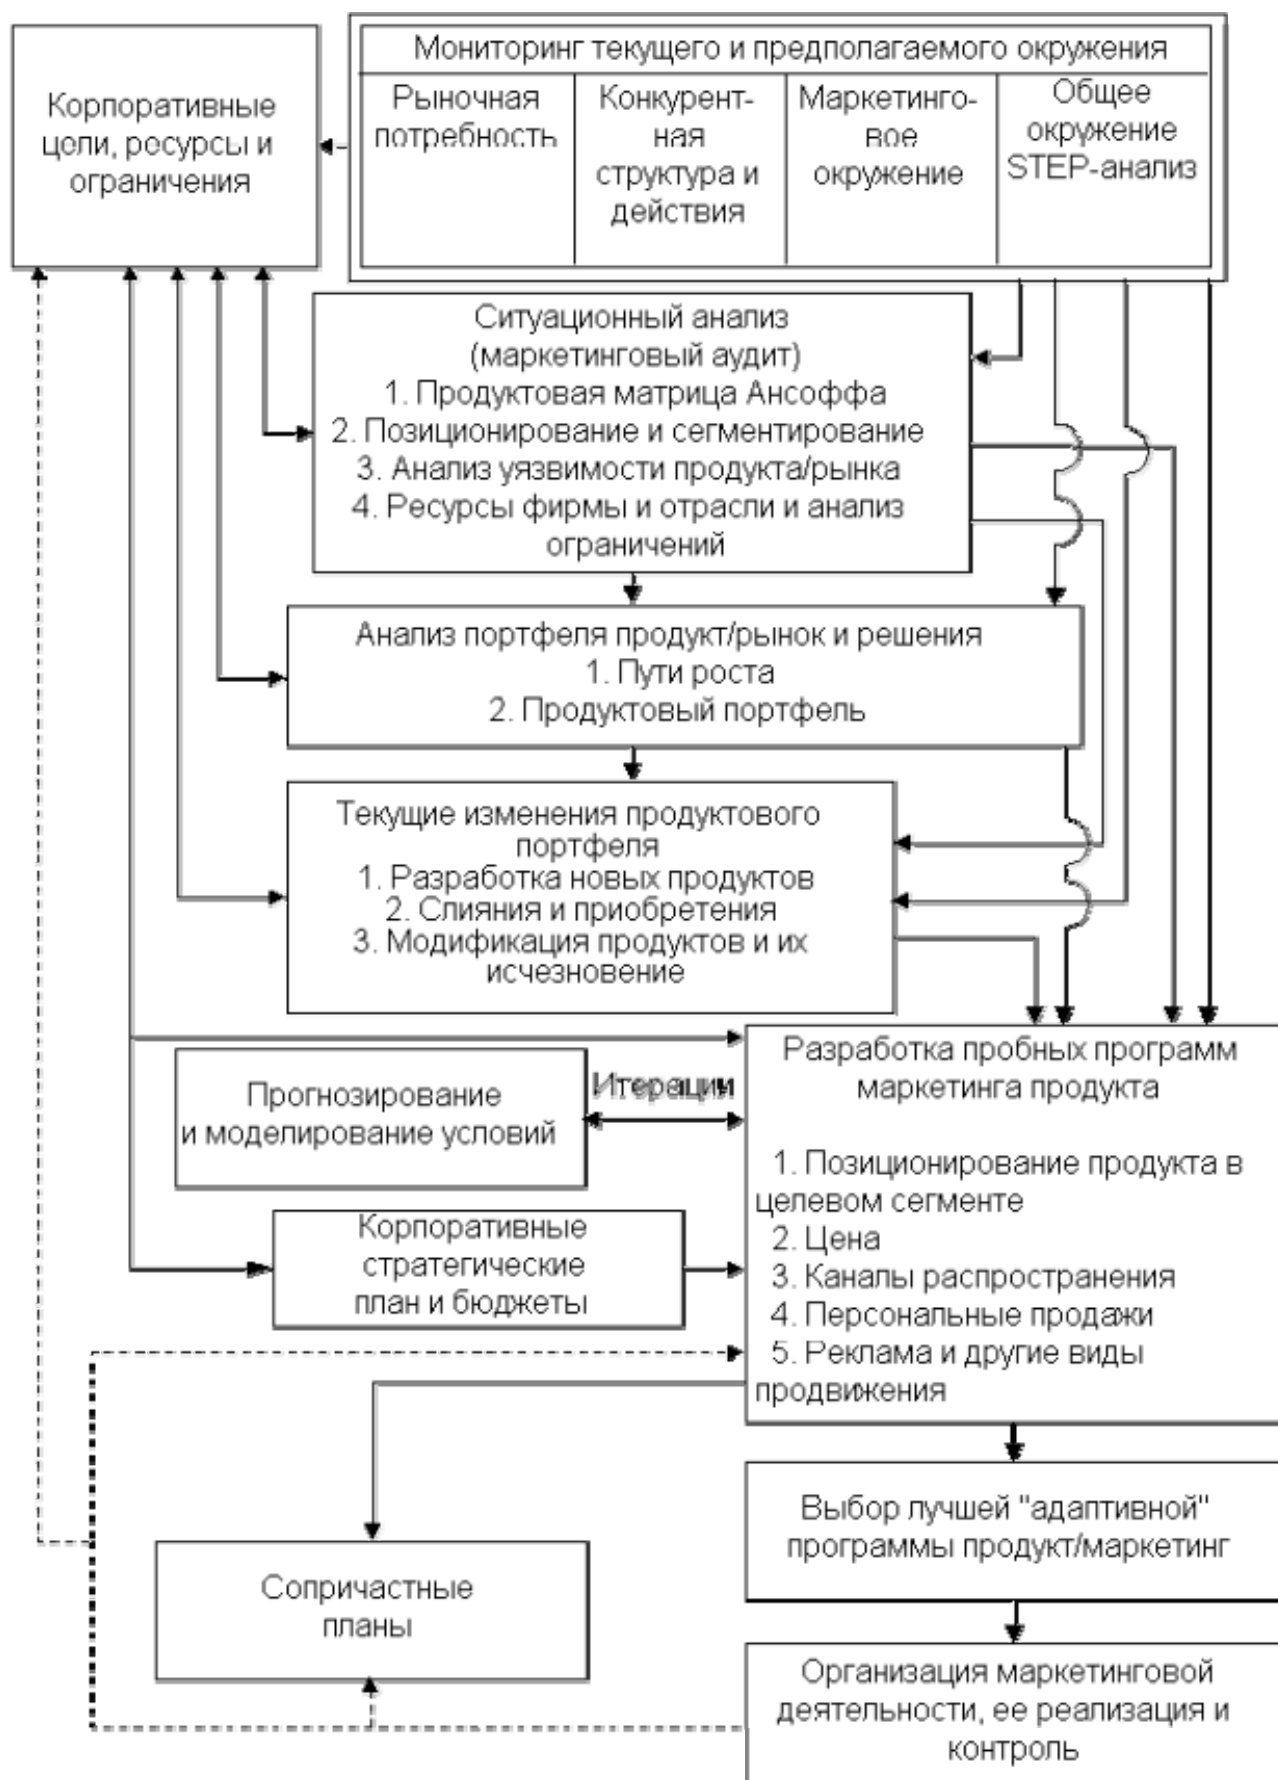 Корпоративные
цели, ресурсы и
ограничения
Мониторинг текущего и предполагаемого окружения
Рыночная
потребность
Конкурент-
ная
структура и
действия
Маркетинго-
вое
окружение
Общее
окружение
STEP-анализ
Ситуационный анализ
(маркетинговый аудит)
1. Продуктовая матрица Ансоффа
2. Позиционирование и сегментирование
3. Анализ уязвимости продукта/рынка
4. Ресурсы фирмы и отрасли и анализ
ограничений
Анализ портфеля продукт/рынок и решения
1. Пути роста
2. Продуктовый портфель
Текущие изменения продуктового
портфеля
1. Разработка новых продуктов
2. Слияния и приобретения
3. Модификация продуктов и их
исчезновение
Прогнозирование
и моделирование условий
Итерации
Разработка пробных программ
маркетинга продукта
1. Позиционирование продукта в
целевом сегменте
2. Цена
3. Каналы распространения
4. Персональные продажи
5. Реклама и другие виды
продвижения
Корпоративные
стратегические
план и бюджеты
Выбор лучшей "адаптивной"
программы продукт/маркетинг
Сопричастные
планы
Организация маркетинговой
деятельности, ее реализация и
контроль